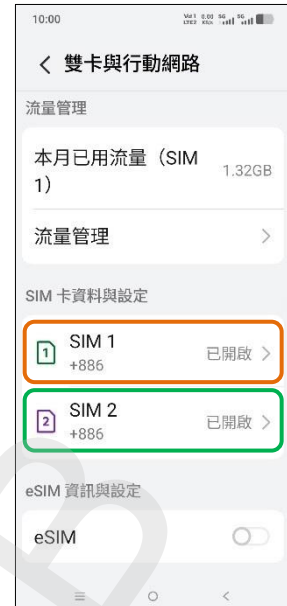 10:00
雙卡與行動網路
流量管理
本月已用流量（SIM
1）
1.32GB
流量管理
SIM 卡資料與設定
1
SIM 1
+886
已開啟
2
SIM 2
+886
已開啟
eSIM 資訊與設定
eSIM